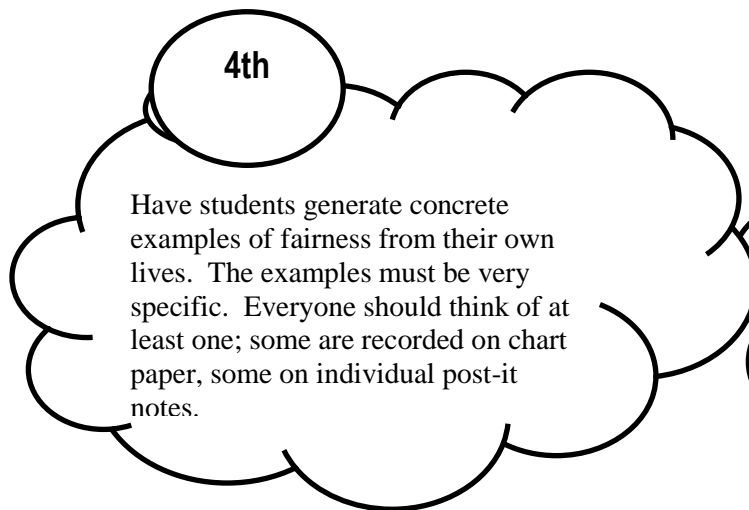 4th
Have students generate concrete
examples of fairness from their own
lives.  The examples must be very
specific.  Everyone should think of at
least one; some are recorded on chart
paper, some on individual post-it
notes.